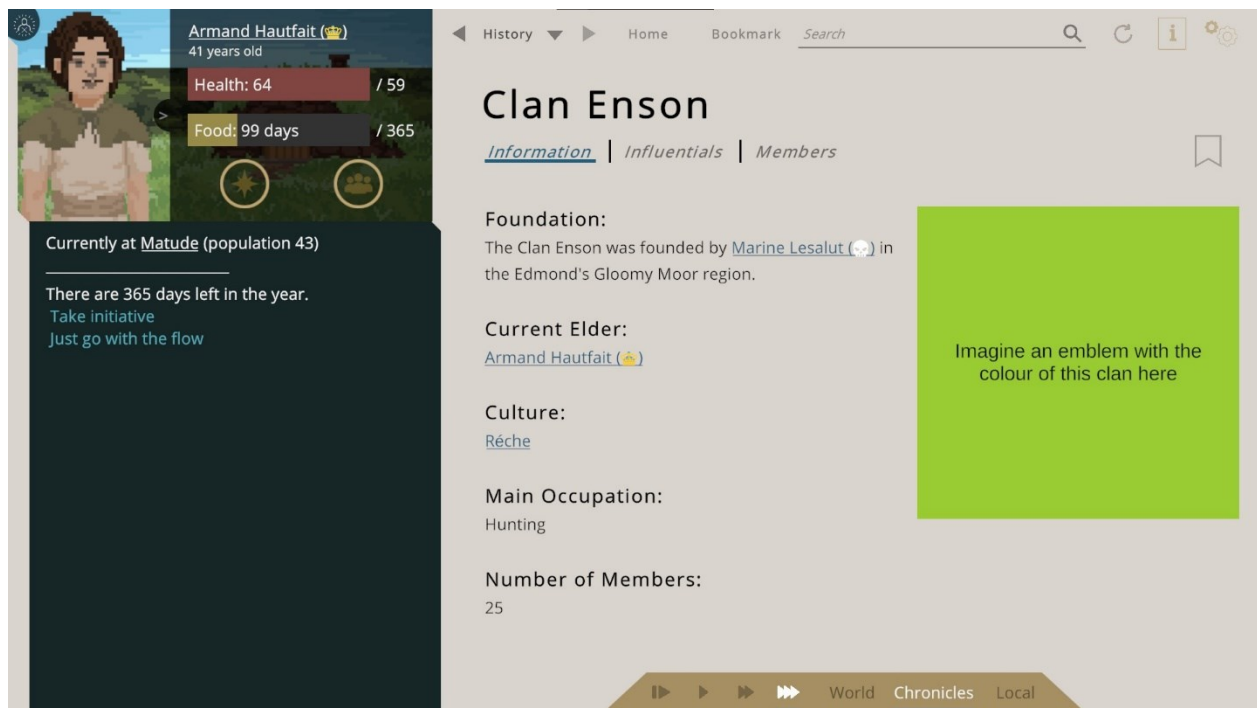 Armand Hautfait ()
41 years old
Health: 64 / 59
Food: 99 days / 365
>
Currently at Matude (population 43)
There are 365 days left in the year.
Take initiative
Just go with the flow
History Home Bookmark Search
i
Clan Enson
Information | Influentials | Members
Foundation:
The Clan Enson was founded by Marine Lesalut () in
the Edmond's Gloomy Moor region.
Current Elder:
Armand Hautfait ()
Culture:
Réche
Main Occupation:
Hunting
Number of Members:
25
Imagine an emblem with the
colour of this clan here
World Chronicles Local